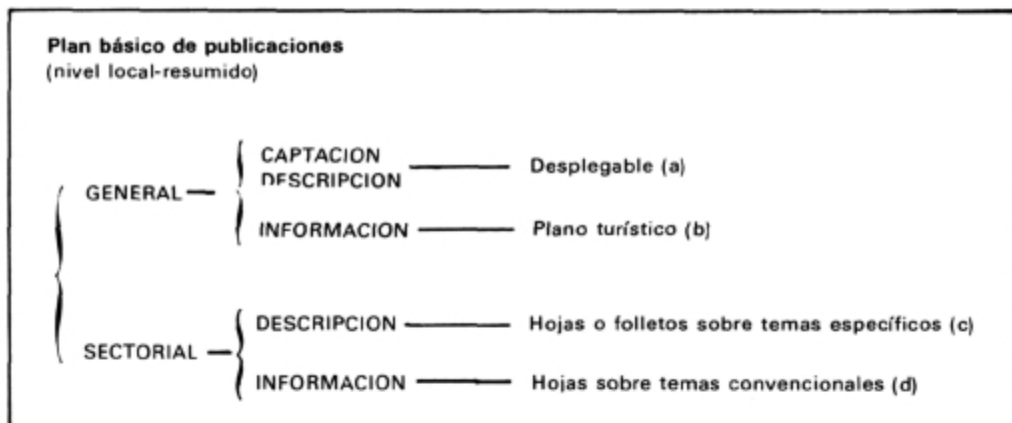 Plan básico de publicaciones
(nivel local-resumido)
GENERAL
CAPTACION
DESCRIPCION
Desplegable (a)
INFORMACION
Plano turístico (b)
SECTORIAL
DESCRIPCION
Hojas o folletos sobre temas específicos (c)
INFORMACION
Hojas sobre temas convencionales (d)